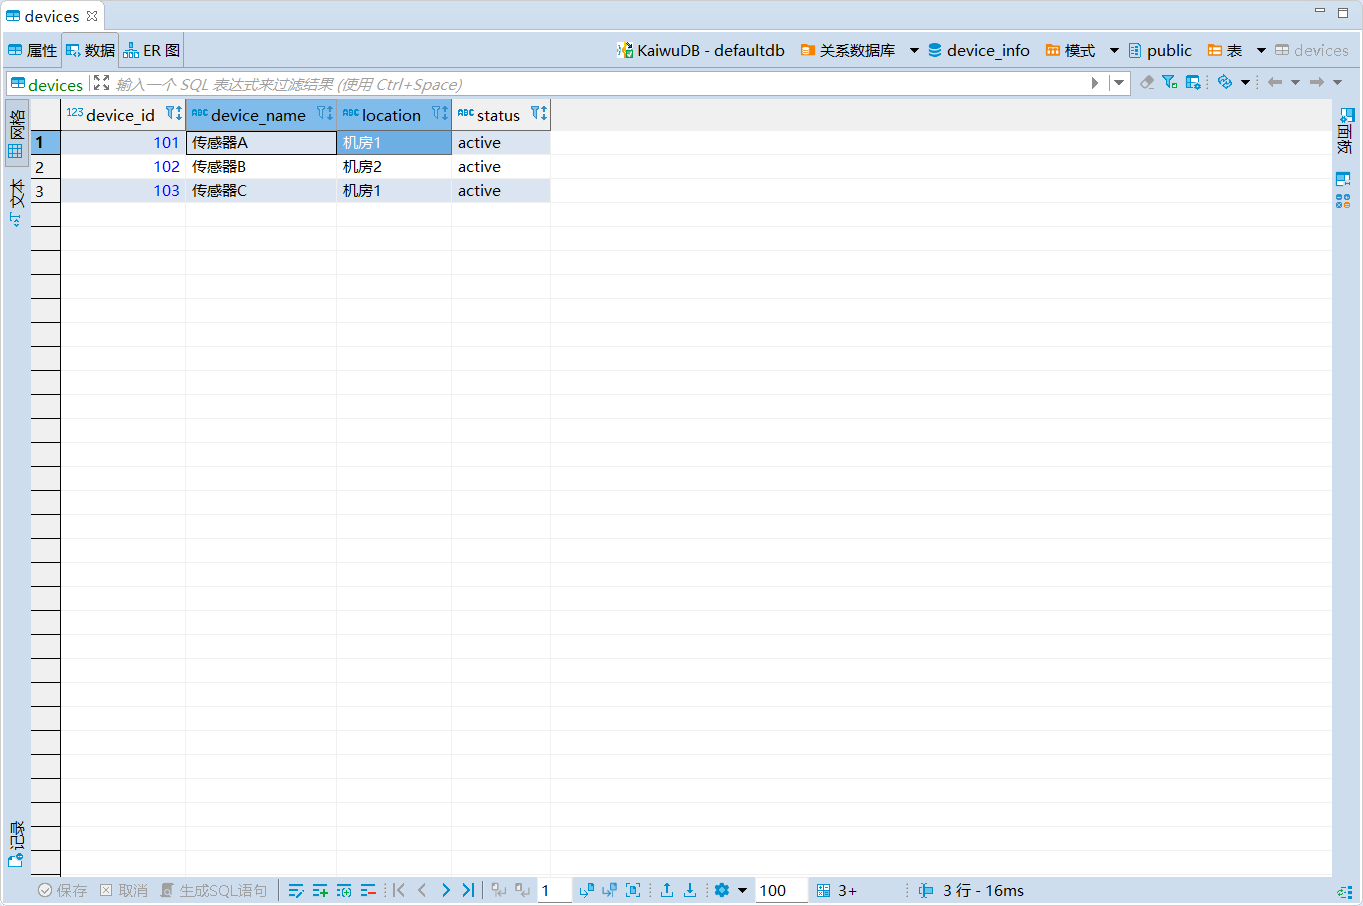 devices
属性 数据 ER 图 KaiwuDB - defaultdb 关系数据库 device_info 模式 public 表 devices
devices 输入一个 SQL 表达式来过滤结果 (使用 Ctrl+Space)
网格
文本
记录
面板
123 device_id ABC device_name ABC location ABC status
1 101 传感器A 机房1 active
2 102 传感器B 机房2 active
3 103 传感器C 机房1 active
保存 取消 生成SQL语句 1 100 3+ 3 行 - 16ms